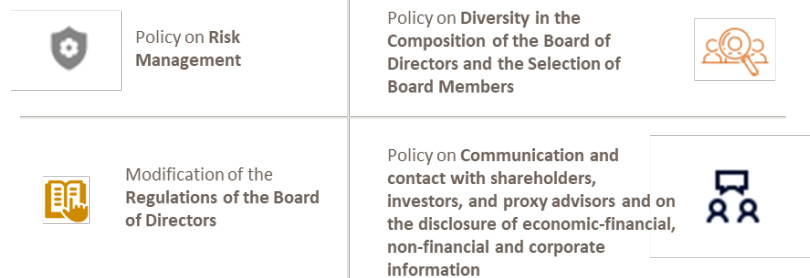 Policy on Risk
Management
Policy on Diversity in the
Composition of the Board of
Directors and the Selection of
Board Members
Modification of the
Regulations of the Board
of Directors
Policy on Communication and
contact with shareholders,
investors, and proxy advisors and on
the disclosure of economic-financial,
non-financial and corporate
information